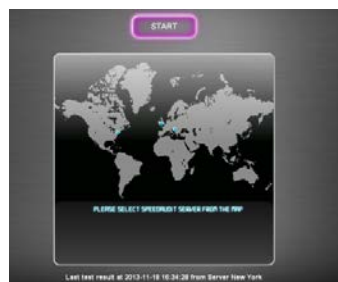 START
PLEASE SELECT SPEEDAUDIT SERVER FROM THE MAP
Last test result at 2013-11-18 16:34:28 from Server New York